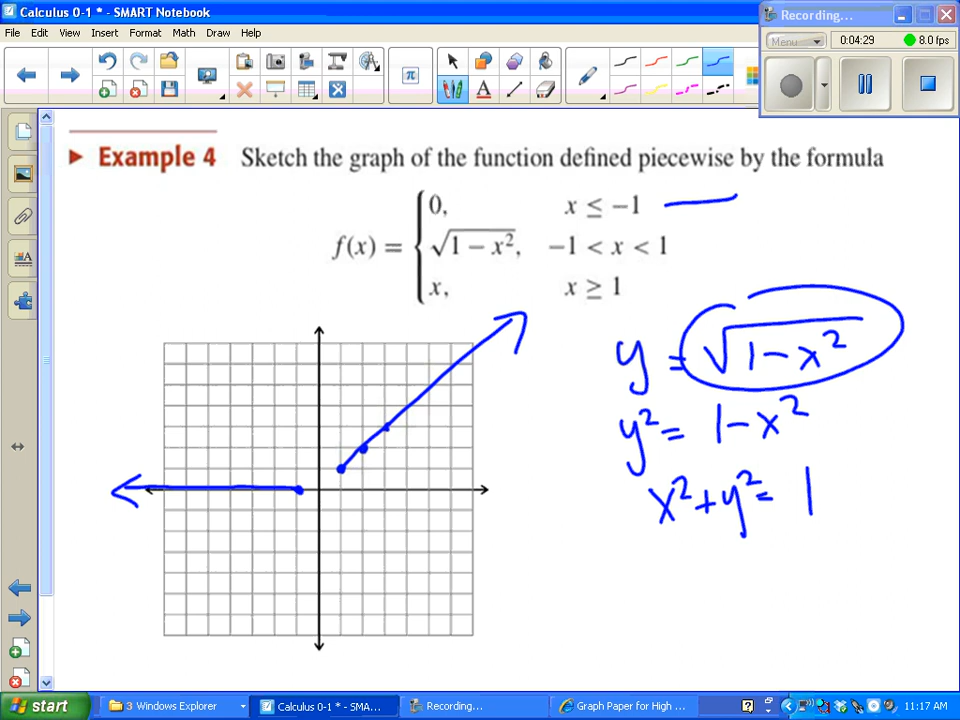 Calculus 0-1 * - SMART Notebook
Recording...
File Edit View Insert Format Math Draw Help
Menu
0:04:29
8.0 fps
π
A
Example 4 Sketch the graph of the function defined piecewise by the formula
0, x ≤ −1
f(x) = √1 − x², −1 < x < 1
x, x ≥ 1
y = √1−x²
y² = 1−x²
x² + y² = 1
start
3 Windows Explorer
Calculus 0-1 * - SMA...
Recording...
Graph Paper for High ...
11:17 AM